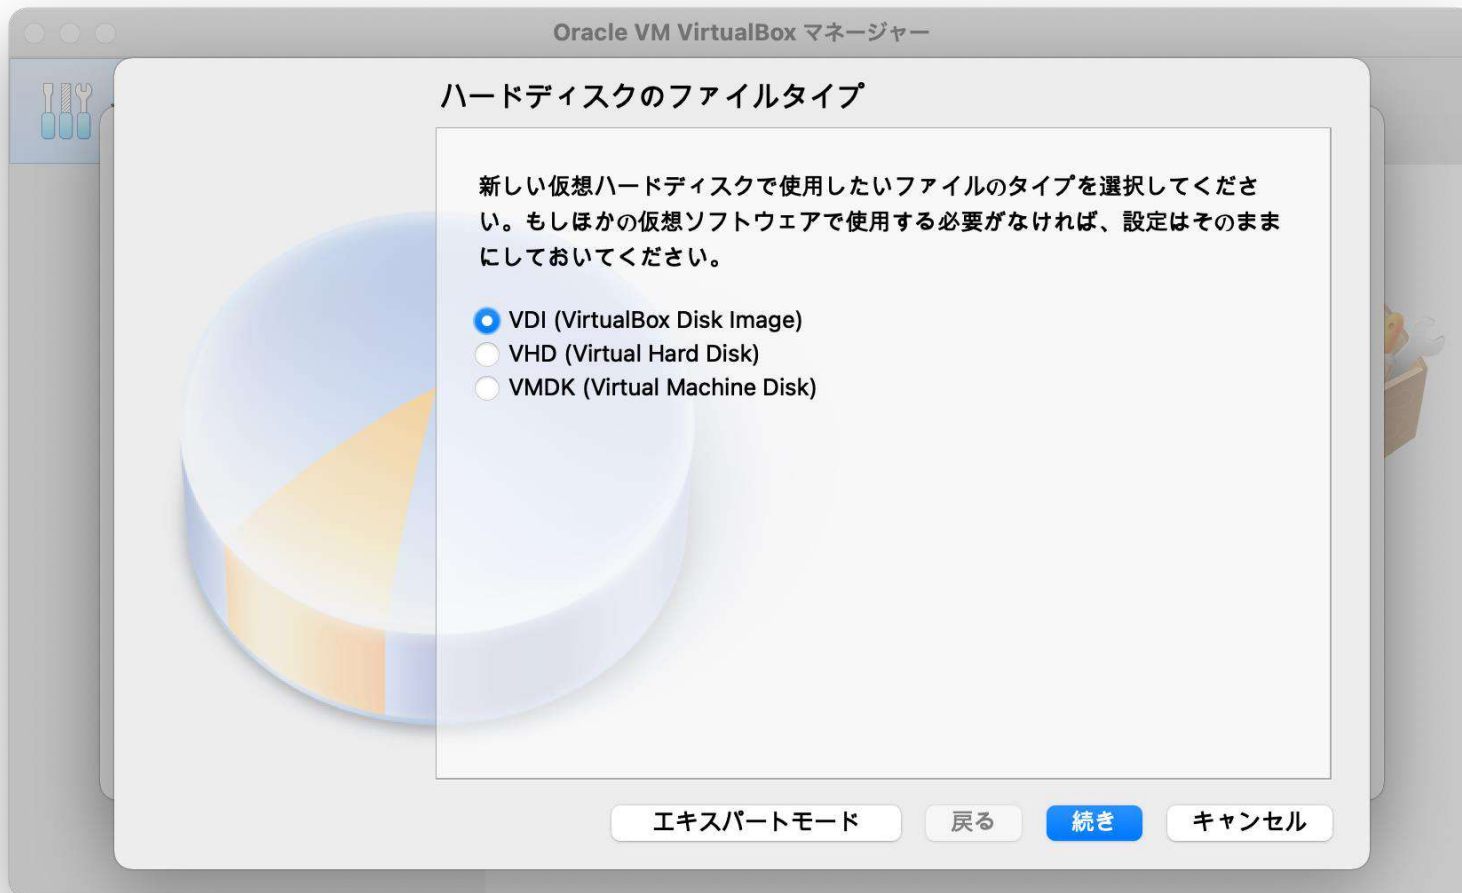 Oracle VM VirtualBox マネージャー
ハードディスクのファイルタイプ
新しい仮想ハードディスクで使用したいファイルのタイプを選択してくださ
い。もしほかの仮想ソフトウェアで使用する必要がなければ、設定はそのまま
にしておいてください。
VDI (VirtualBox Disk Image)
VHD (Virtual Hard Disk)
VMDK (Virtual Machine Disk)
エキスパートモード
戻る
続き
キャンセル